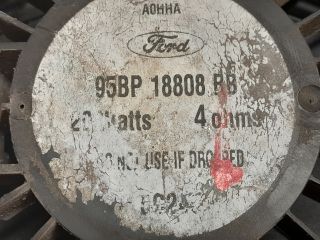 AOHHA
Ford
95BP 18808 BB
20 Watts 4 ohms
DO NOT USE IF DROPPED